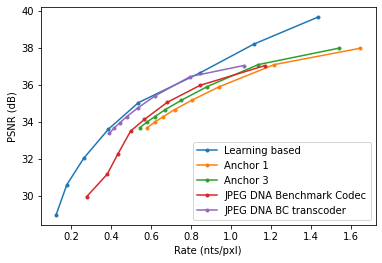 40
38
36
34
32
30
PSNR (dB)
Learning based
Anchor 1
Anchor 3
JPEG DNA Benchmark Codec
JPEG DNA BC transcoder
0.2 0.4 0.6 0.8 1.0 1.2 1.4 1.6
Rate (nts/pxl)